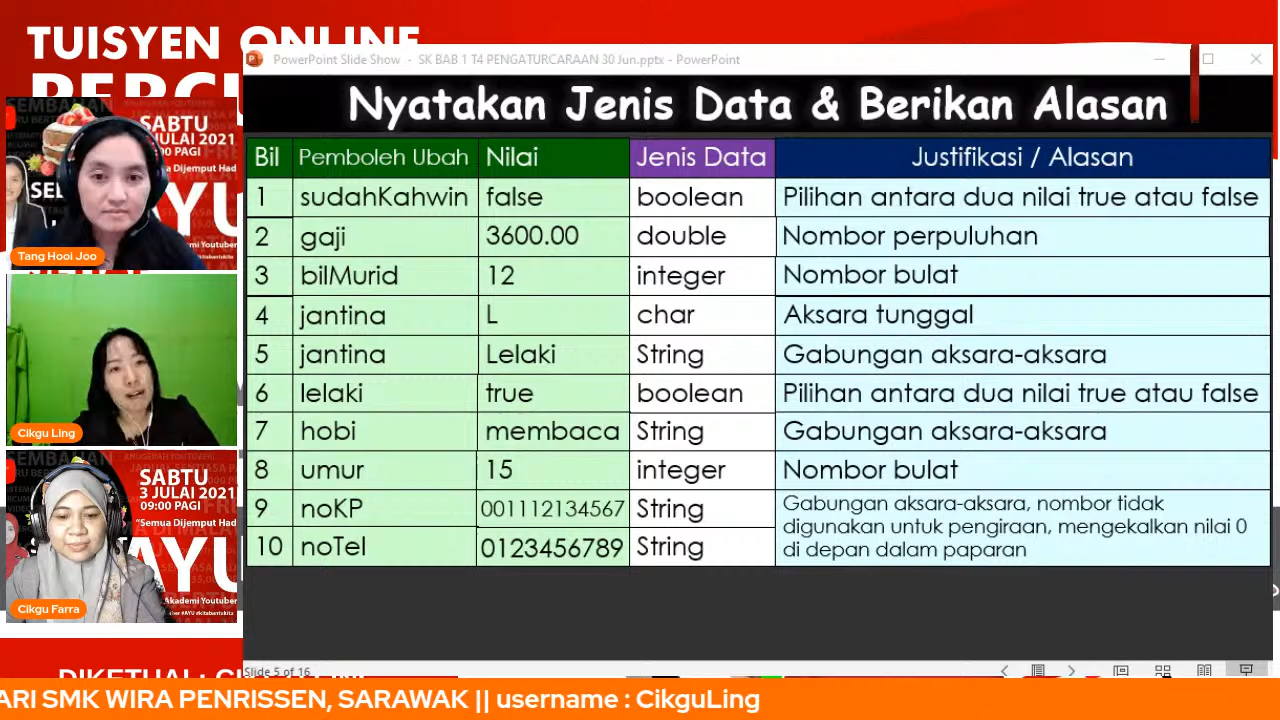 TUISYEN ONLINE
PowerPoint Slide Show - SK BAB 1 T4 PENGATURCARAAN 30 Jun.pptx - PowerPoint
Nyatakan Jenis Data & Berikan Alasan
Bil Pemboleh Ubah Nilai Jenis Data Justifikasi / Alasan
1 sudahKahwin false boolean Pilihan antara dua nilai true atau false
2 gaji 3600.00 double Nombor perpuluhan
3 bilMurid 12 integer Nombor bulat
4 jantina L char Aksara tunggal
5 jantina Lelaki String Gabungan aksara-aksara
6 lelaki true boolean Pilihan antara dua nilai true atau false
7 hobi membaca String Gabungan aksara-aksara
8 umur 15 integer Nombor bulat
9 noKP 001112134567 String
10 noTel 0123456789 String
Gabungan aksara-aksara, nombor tidak
digunakan untuk pengiraan, mengekalkan nilai 0
di depan dalam paparan
SABTU
JULAI 2021
00 PAGI
Tang Hooi Joo
Cikgu Ling
SABTU
3 JULAI 2021
09:00 PAGI
"Semua Dijemput Had
Akademi Youtuber
Cikgu Farra
Slide 5 of 16
ARI SMK WIRA PENRISSEN, SARAWAK || username : CikguLing